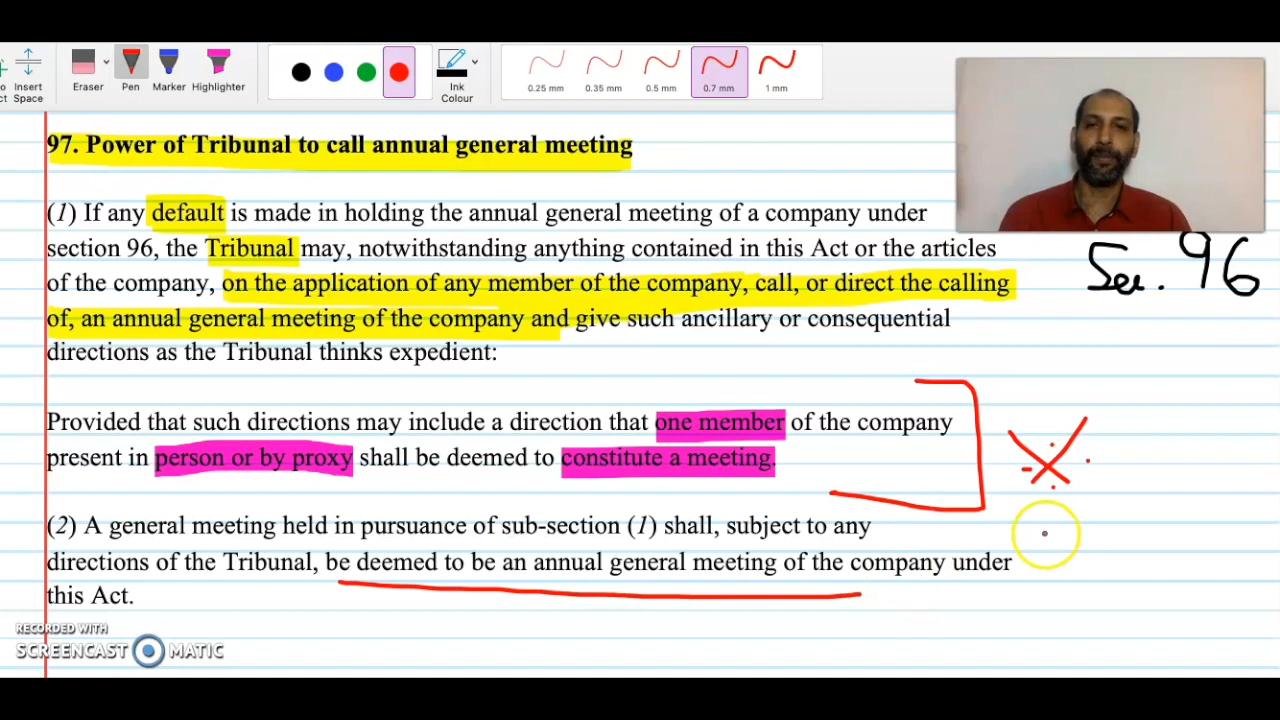 Insert
Space
Eraser
Pen
Marker
Highlighter
Ink
Colour
0.25 mm
0.35 mm
0.5 mm
0.7 mm
1 mm
97. Power of Tribunal to call annual general meeting
(1) If any default is made in holding the annual general meeting of a company under
section 96, the Tribunal may, notwithstanding anything contained in this Act or the articles
of the company, on the application of any member of the company, call, or direct the calling
of, an annual general meeting of the company and give such ancillary or consequential
directions as the Tribunal thinks expedient:
Sec. 96
Provided that such directions may include a direction that one member of the company
present in person or by proxy shall be deemed to constitute a meeting.
(2) A general meeting held in pursuance of sub-section (1) shall, subject to any
directions of the Tribunal, be deemed to be an annual general meeting of the company under
this Act.
RECORDED WITH
SCREENCAST MATIC